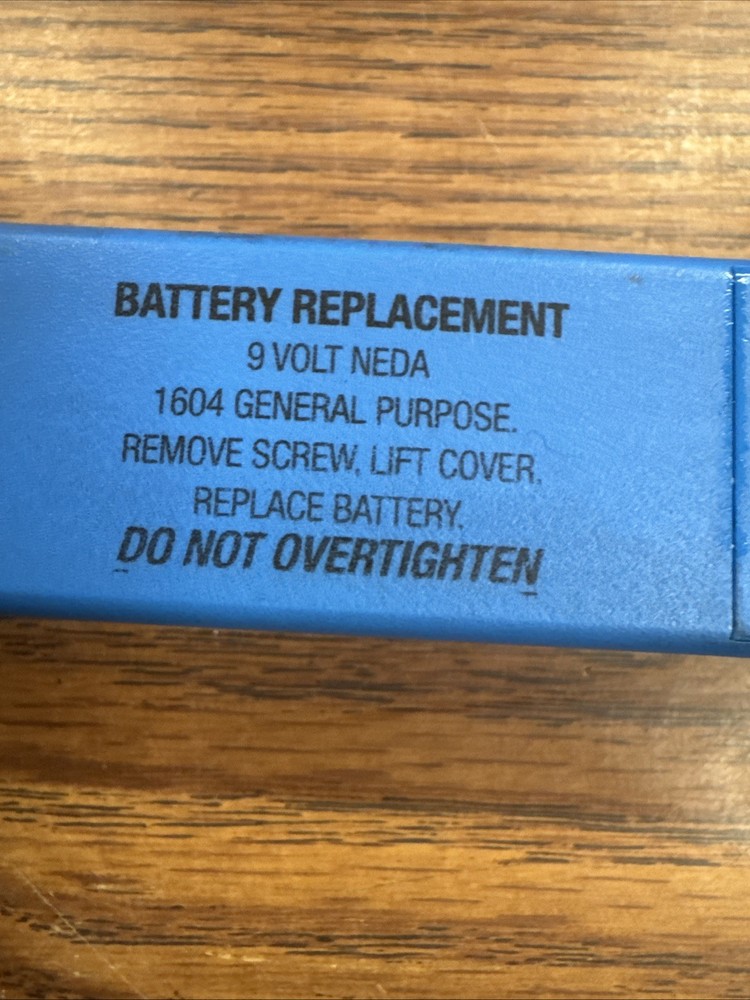 BATTERY REPLACEMENT
9 VOLT NEDA
1604 GENERAL PURPOSE.
REMOVE SCREW, LIFT COVER,
REPLACE BATTERY.
DO NOT OVERTIGHTEN